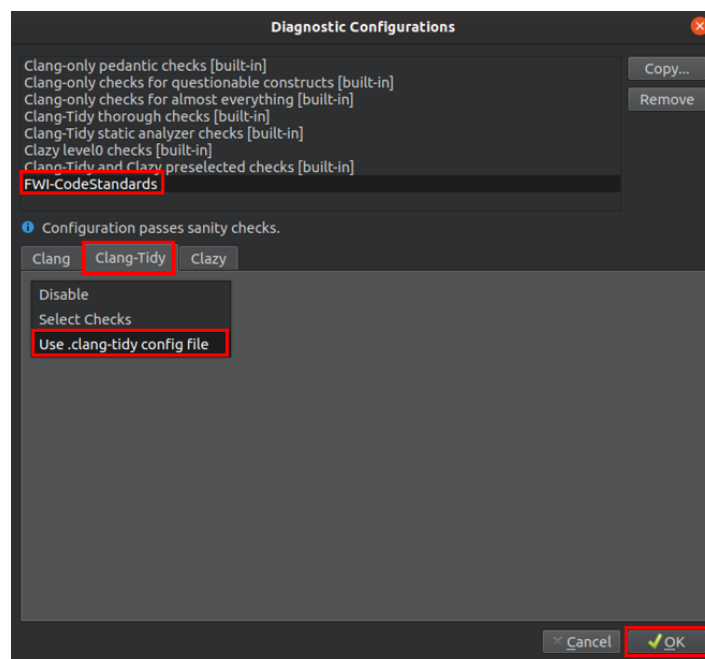 Diagnostic Configurations
Clang-only pedantic checks [built-in]
Clang-only checks for questionable constructs [built-in]
Clang-only checks for almost everything [built-in]
Clang-Tidy thorough checks [built-in]
Clang-Tidy static analyzer checks [built-in]
Clazy level0 checks [built-in]
Clang-Tidy and Clazy preselected checks [built-in]
FWI-CodeStandards
Copy...
Remove
Configuration passes sanity checks.
Clang Clang-Tidy Clazy
Disable
Select Checks
Use .clang-tidy config file
Cancel OK